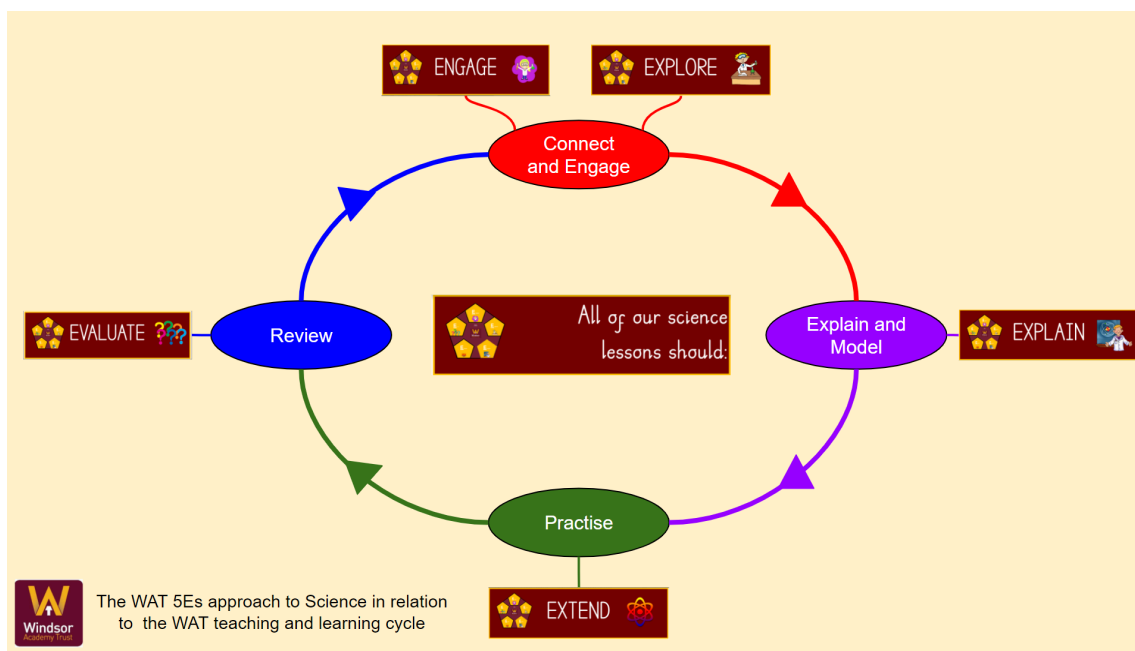 ENGAGE
EXPLORE
Connect
and Engage
EVALUATE
Review
All of our science
lessons should:
Explain and
Model
EXPLAIN
Practise
EXTEND
W
Windsor
Academy Trust
The WAT 5Es approach to Science in relation
to the WAT teaching and learning cycle